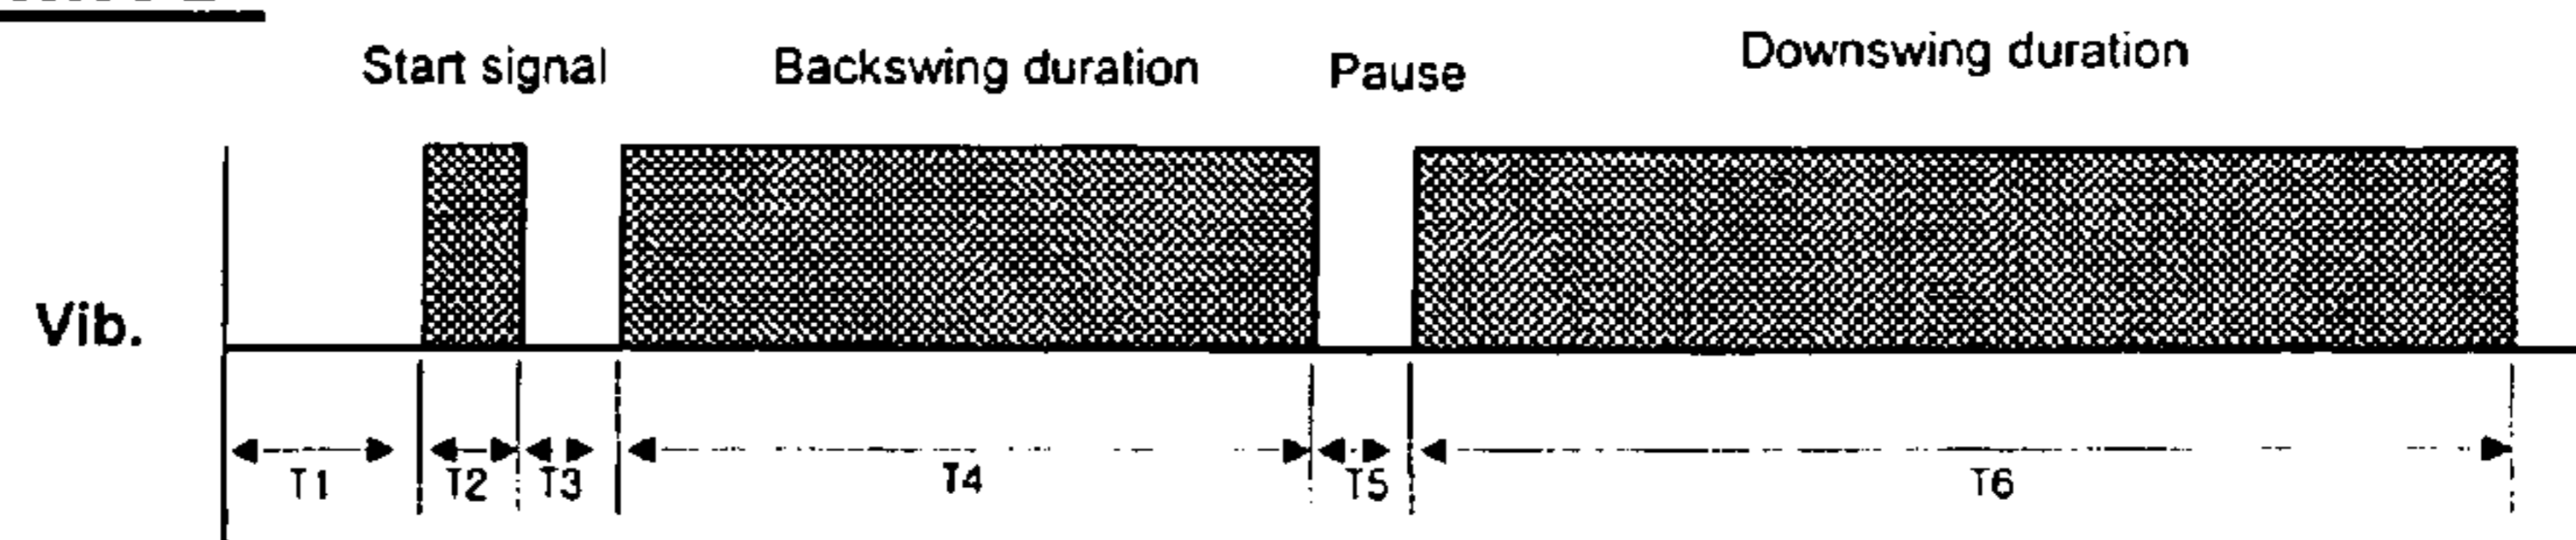 Start signal Backswing duration Pause Downswing duration
Vib.
T1 T2 T3 T4 T5 T6